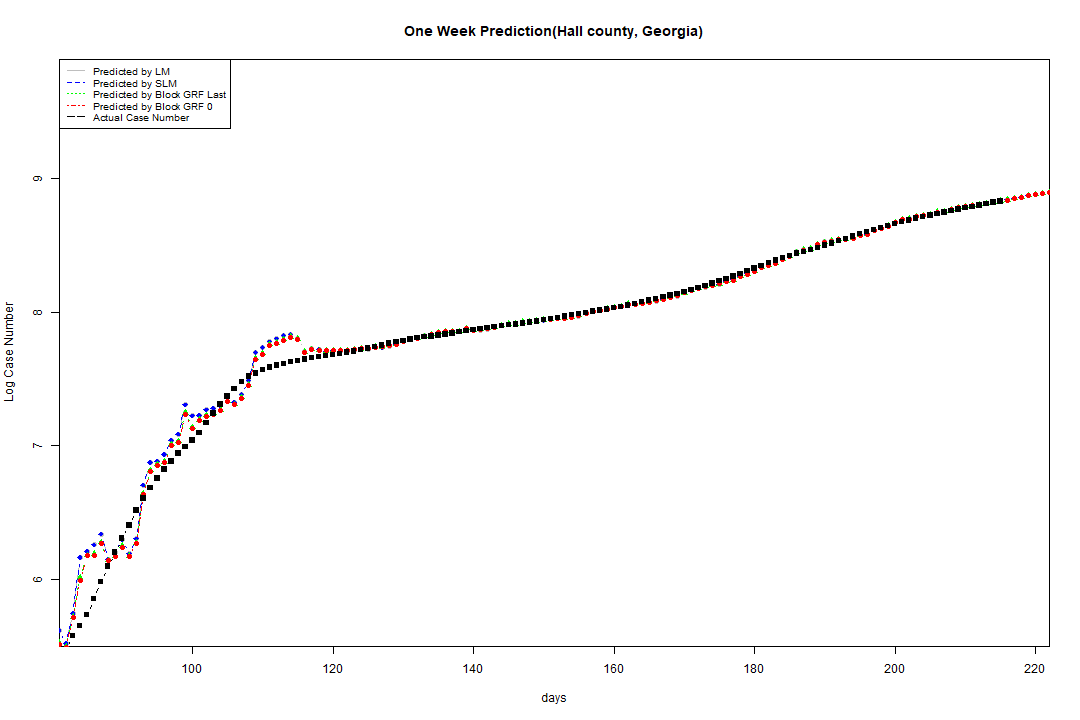 One Week Prediction(Hall county, Georgia)
Predicted by LM
Predicted by SLM
Predicted by Block GRF Last
Predicted by Block GRF 0
Actual Case Number
9
8
7
6
Log Case Number
100 120 140 160 180 200 220
days